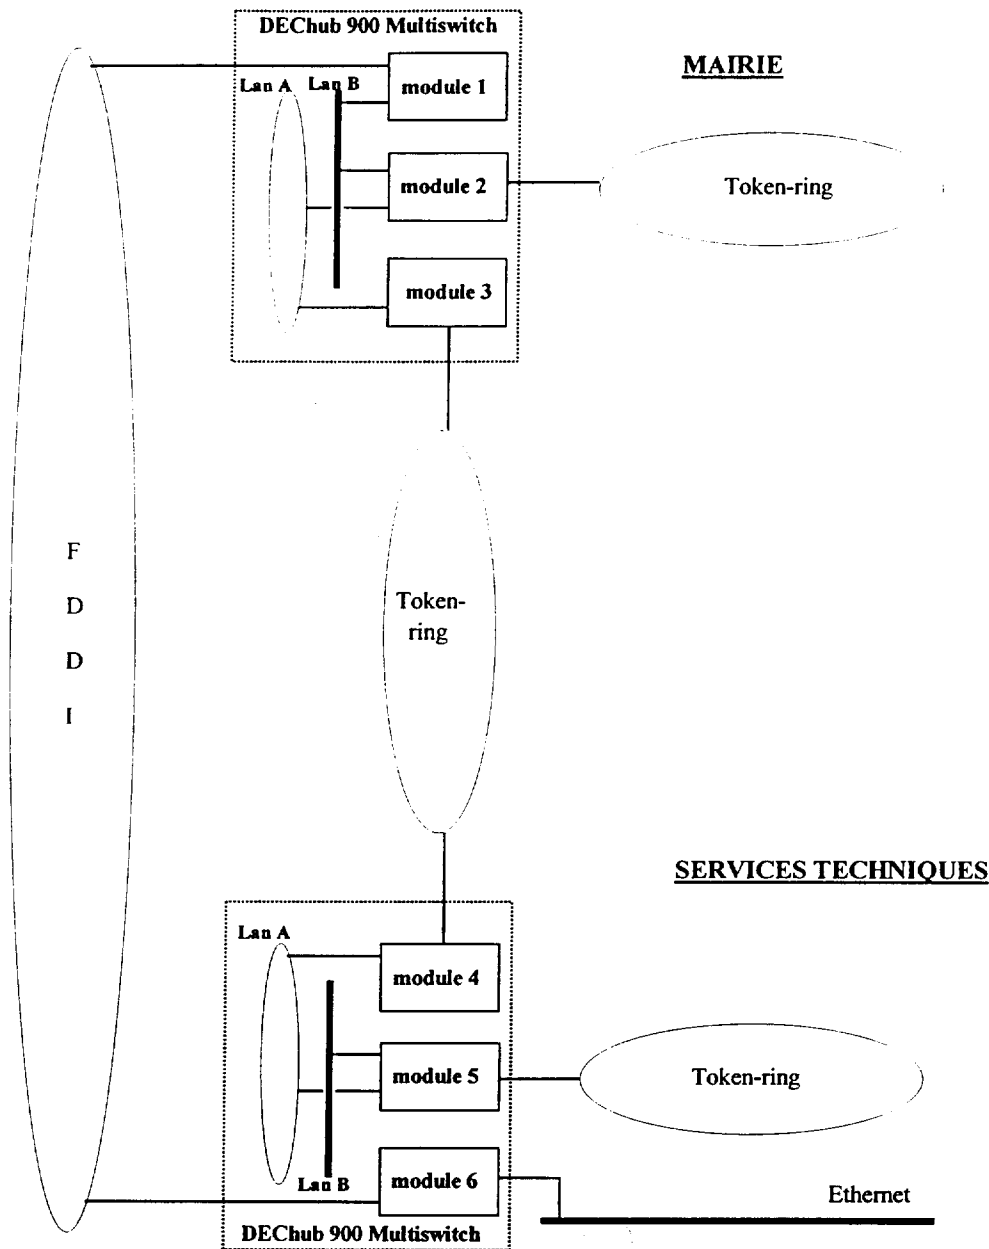 DEChub 900 Multiswitch
MAIRIE
Lan A
Lan B
module 1
module 2
Token-ring
module 3
F
D
D
I
Token-
ring
SERVICES TECHNIQUES
Lan A
module 4
module 5
Token-ring
Lan B
module 6
Ethernet
DEChub 900 Multiswitch